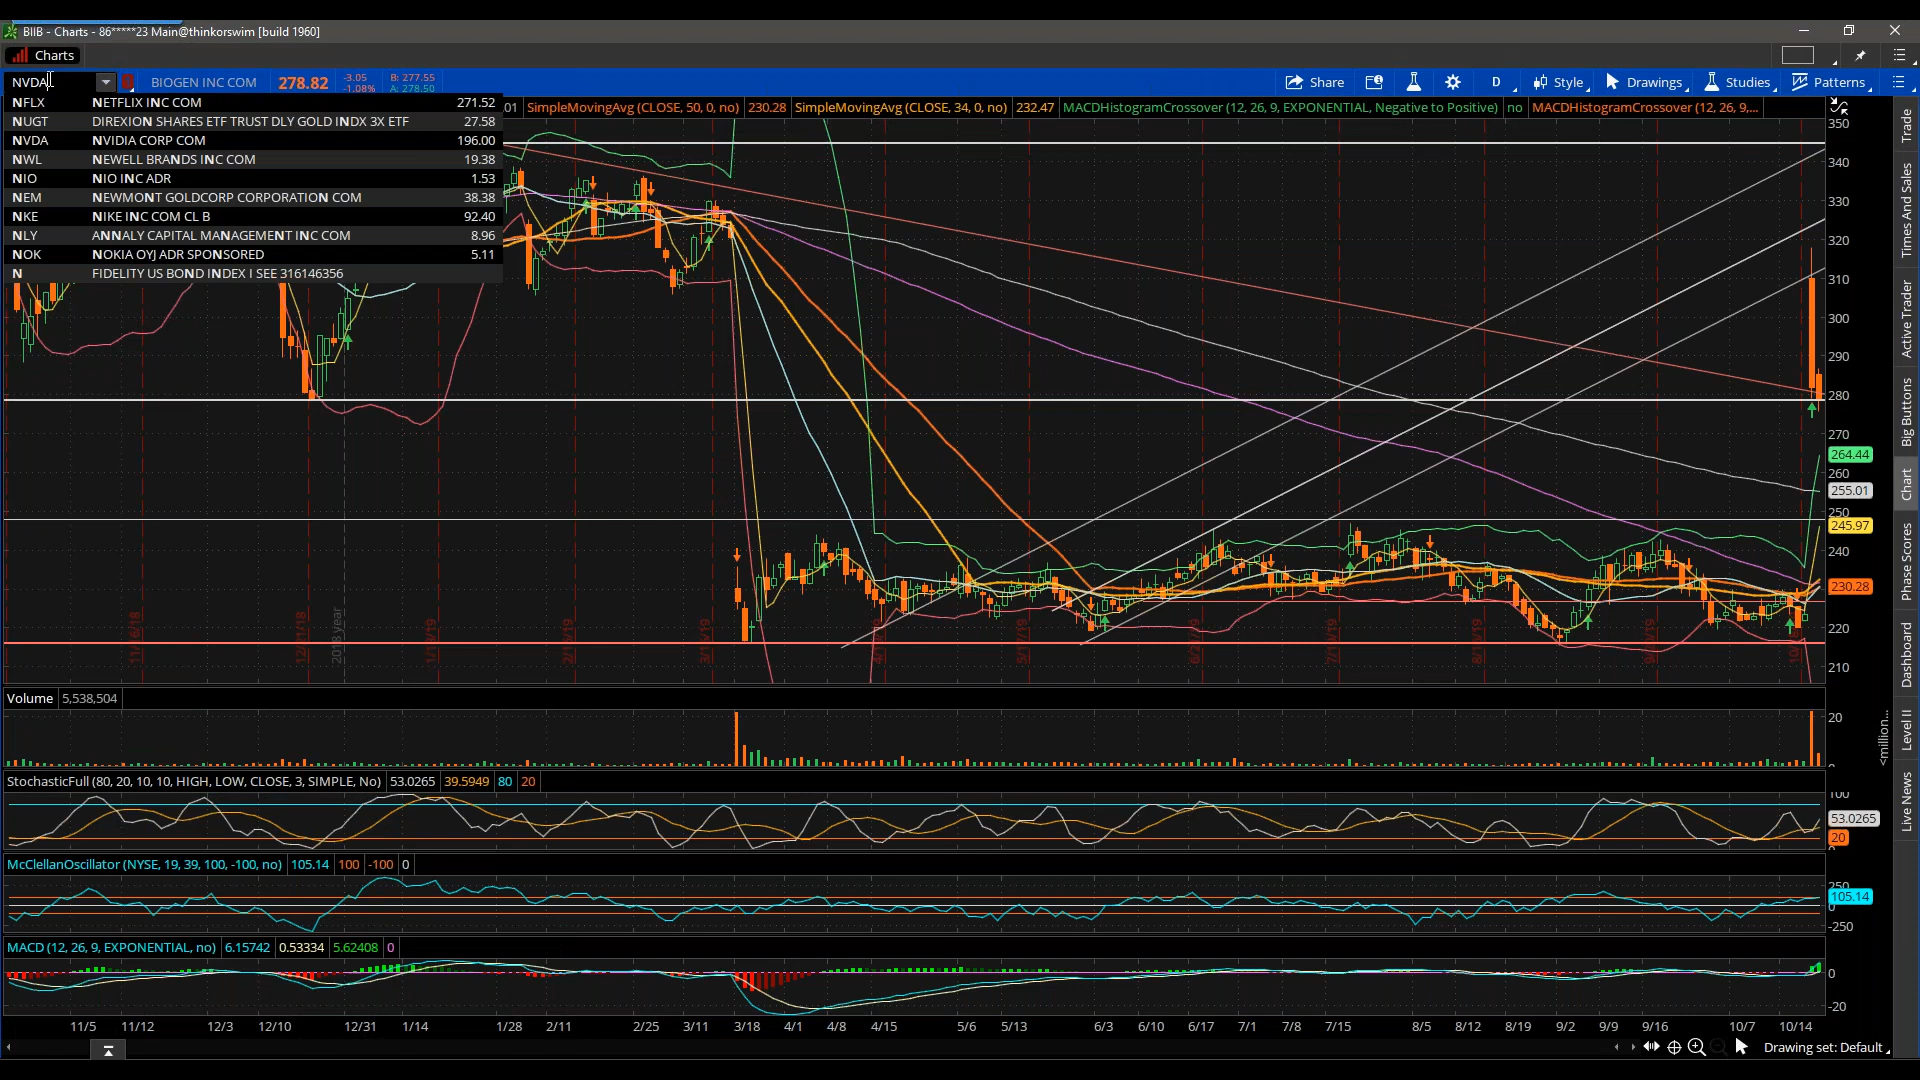 BIIB - Charts - 86*****23 Main@thinkorswim [build 1960]
Charts
NVDA BIOGEN INC COM 278.82 -3.05 -1.08% B: 277.55 A: 278.50 Share D Style Drawings Studies Patterns
.01 SimpleMovingAvg (CLOSE, 50, 0, no) 230.28 SimpleMovingAvg (CLOSE, 34, 0, no) 232.47 MACDHistogramCrossover (12, 26, 9, EXPONENTIAL, Negative to Positive) no MACDHistogramCrossover (12, 26, 9,...
NFLX NETFLIX INC COM 271.52
NUGT DIREXION SHARES ETF TRUST DLY GOLD INDX 3X ETF 27.58
NVDA NVIDIA CORP COM 196.00
NWL NEWELL BRANDS INC COM 19.38
NIO NIO INC ADR 1.53
NEM NEWMONT GOLDCORP CORPORATION COM 38.38
NKE NIKE INC COM CL B 92.40
NLY ANNALY CAPITAL MANAGEMENT INC COM 8.96
NOK NOKIA OYJ ADR SPONSORED 5.11
N FIDELITY US BOND INDEX I SEE 316146356
350
340
330
320
310
300
290
280
270
264.44
260
255.01
250
245.97
240
230.28
220
210
2018 year
Volume 5,538,504
20
<million...
StochasticFull (80, 20, 10, 10, HIGH, LOW, CLOSE, 3, SIMPLE, No) 53.0265 39.5949 80 20
100
53.0265
20
McClellanOscillator (NYSE, 19, 39, 100, -100, no) 105.14 100 -100 0
250
105.14
0
-250
MACD (12, 26, 9, EXPONENTIAL, no) 6.15742 0.53334 5.62408 0
0
-20
11/5 11/12 12/3 12/10 12/31 1/14 1/28 2/11 2/25 3/11 3/18 4/1 4/8 4/15 5/6 5/13 6/3 6/10 6/17 7/1 7/8 7/15 8/5 8/12 8/19 9/2 9/9 9/16 10/7 10/14
Drawing set: Default
Trade
Times And Sales
Active Trader
Big Buttons
Chart
Phase Scores
Dashboard
Level II
Live News